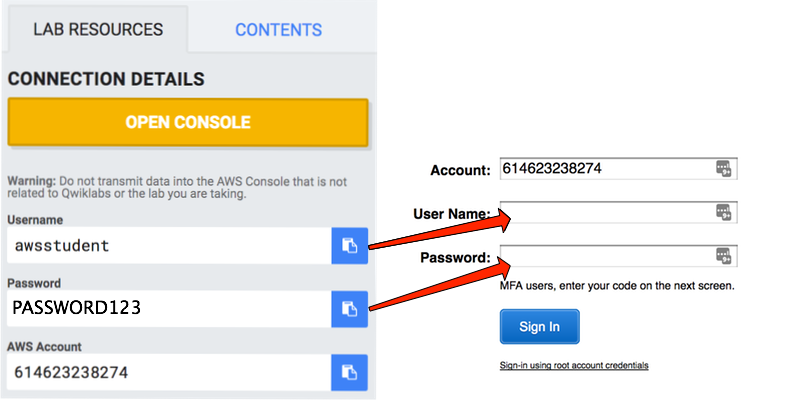 LAB RESOURCES
CONTENTS
CONNECTION DETAILS
OPEN CONSOLE
Warning: Do not transmit data into the AWS Console that is not
related to Qwiklabs or the lab you are taking.
Username
awsstudent
Password
PASSWORD123
AWS Account
614623238274
Account: 614623238274
User Name:
Password:
MFA users, enter your code on the next screen.
Sign In
Sign-in using root account credentials